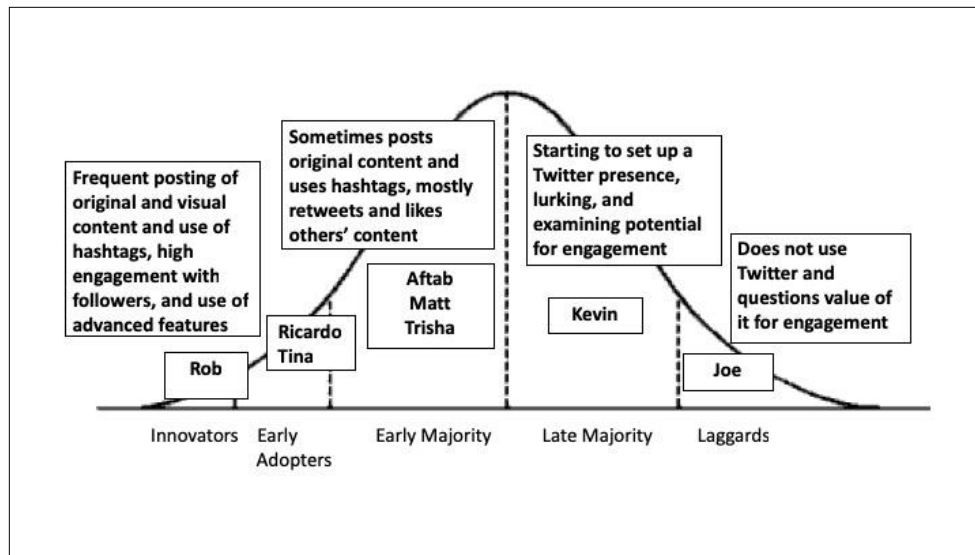 Frequent posting of
original and visual
content and use of
hashtags, high
engagement with
followers, and use of
advanced features
Sometimes posts
original content and
uses hashtags, mostly
retweets and likes
others’ content
Starting to set up a
Twitter presence,
lurking, and
examining potential
for engagement
Does not use
Twitter and
questions value of
it for engagement
Rob
Ricardo
Tina
Aftab
Matt
Trisha
Kevin
Joe
Innovators
Early
Adopters
Early Majority
Late Majority
Laggards